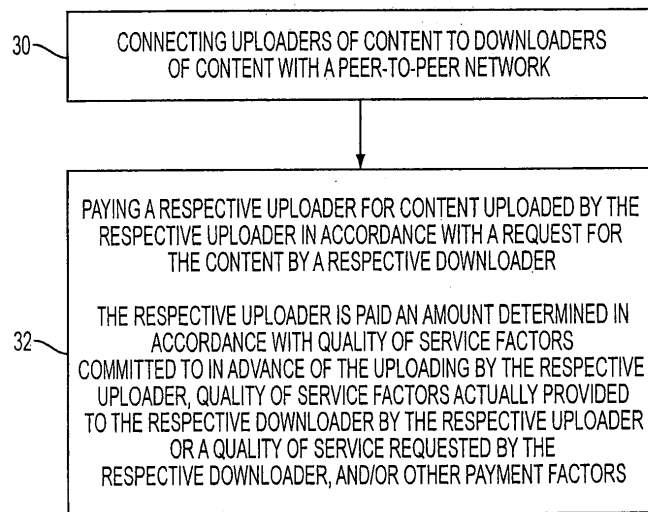 30
CONNECTING UPLOADERS OF CONTENT TO DOWNLOADERS
OF CONTENT WITH A PEER-TO-PEER NETWORK
32
PAYING A RESPECTIVE UPLOADER FOR CONTENT UPLOADED BY THE
RESPECTIVE UPLOADER IN ACCORDANCE WITH A REQUEST FOR
THE CONTENT BY A RESPECTIVE DOWNLOADER
THE RESPECTIVE UPLOADER IS PAID AN AMOUNT DETERMINED IN
ACCORDANCE WITH QUALITY OF SERVICE FACTORS
COMMITTED TO IN ADVANCE OF THE UPLOADING BY THE RESPECTIVE
UPLOADER, QUALITY OF SERVICE FACTORS ACTUALLY PROVIDED
TO THE RESPECTIVE DOWNLOADER BY THE RESPECTIVE UPLOADER
OR A QUALITY OF SERVICE REQUESTED BY THE
RESPECTIVE DOWNLOADER, AND/OR OTHER PAYMENT FACTORS